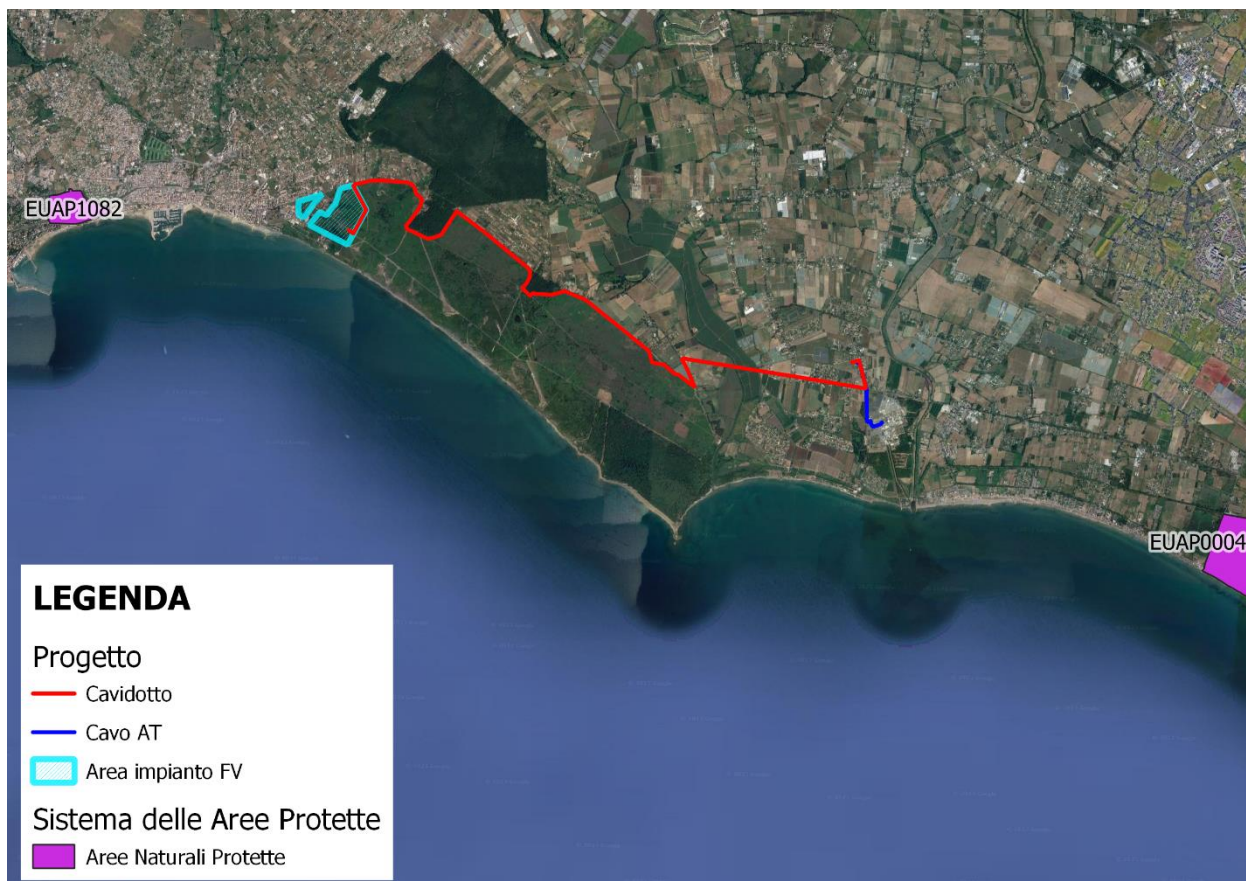 EUAP1082
EUAP0004
LEGENDA
Progetto
Cavidotto
Cavo AT
Area impianto FV
Sistema delle Aree Protette
Aree Naturali Protette